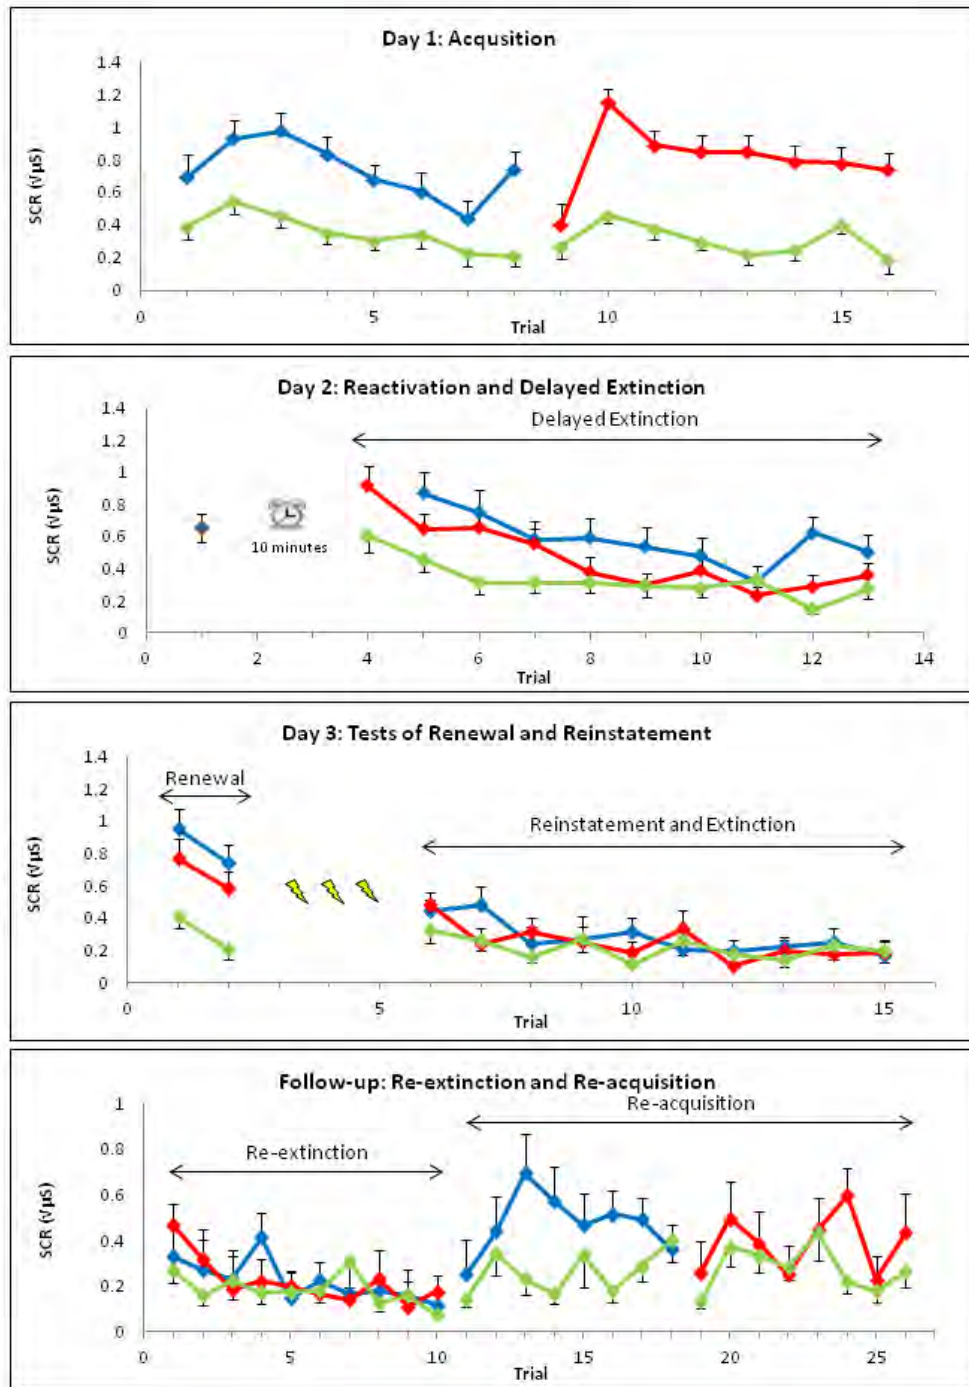 Day 1: Acqusition
1.4
1.2
1
0.8
0.6
0.4
0.2
0
SCR (√µS)
0 5 10 15
Trial
Day 2: Reactivation and Delayed Extinction
Delayed Extinction
1.4
1.2
1
0.8
0.6
0.4
0.2
0
SCR (√µS)
10 minutes
0 2 4 6 8 10 12 14
Trial
Day 3: Tests of Renewal and Reinstatement
Renewal
Reinstatement and Extinction
1.4
1.2
1
0.8
0.6
0.4
0.2
0
SCR (√µS)
0 5 10 15
Trial
Follow-up: Re-extinction and Re-acquisition
Re-acquisition
Re-extinction
1
0.8
0.6
0.4
0.2
0
SCR (√µS)
0 5 10 15 20 25
Trial